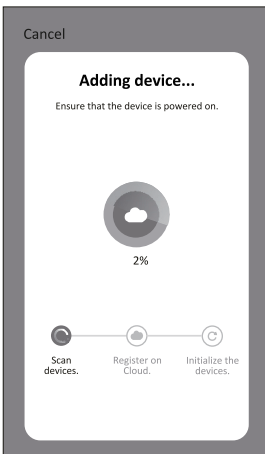 Cancel
Adding device...
Ensure that the device is powered on.
2%
Scan
devices.
Register on
Cloud.
Initialize the
devices.